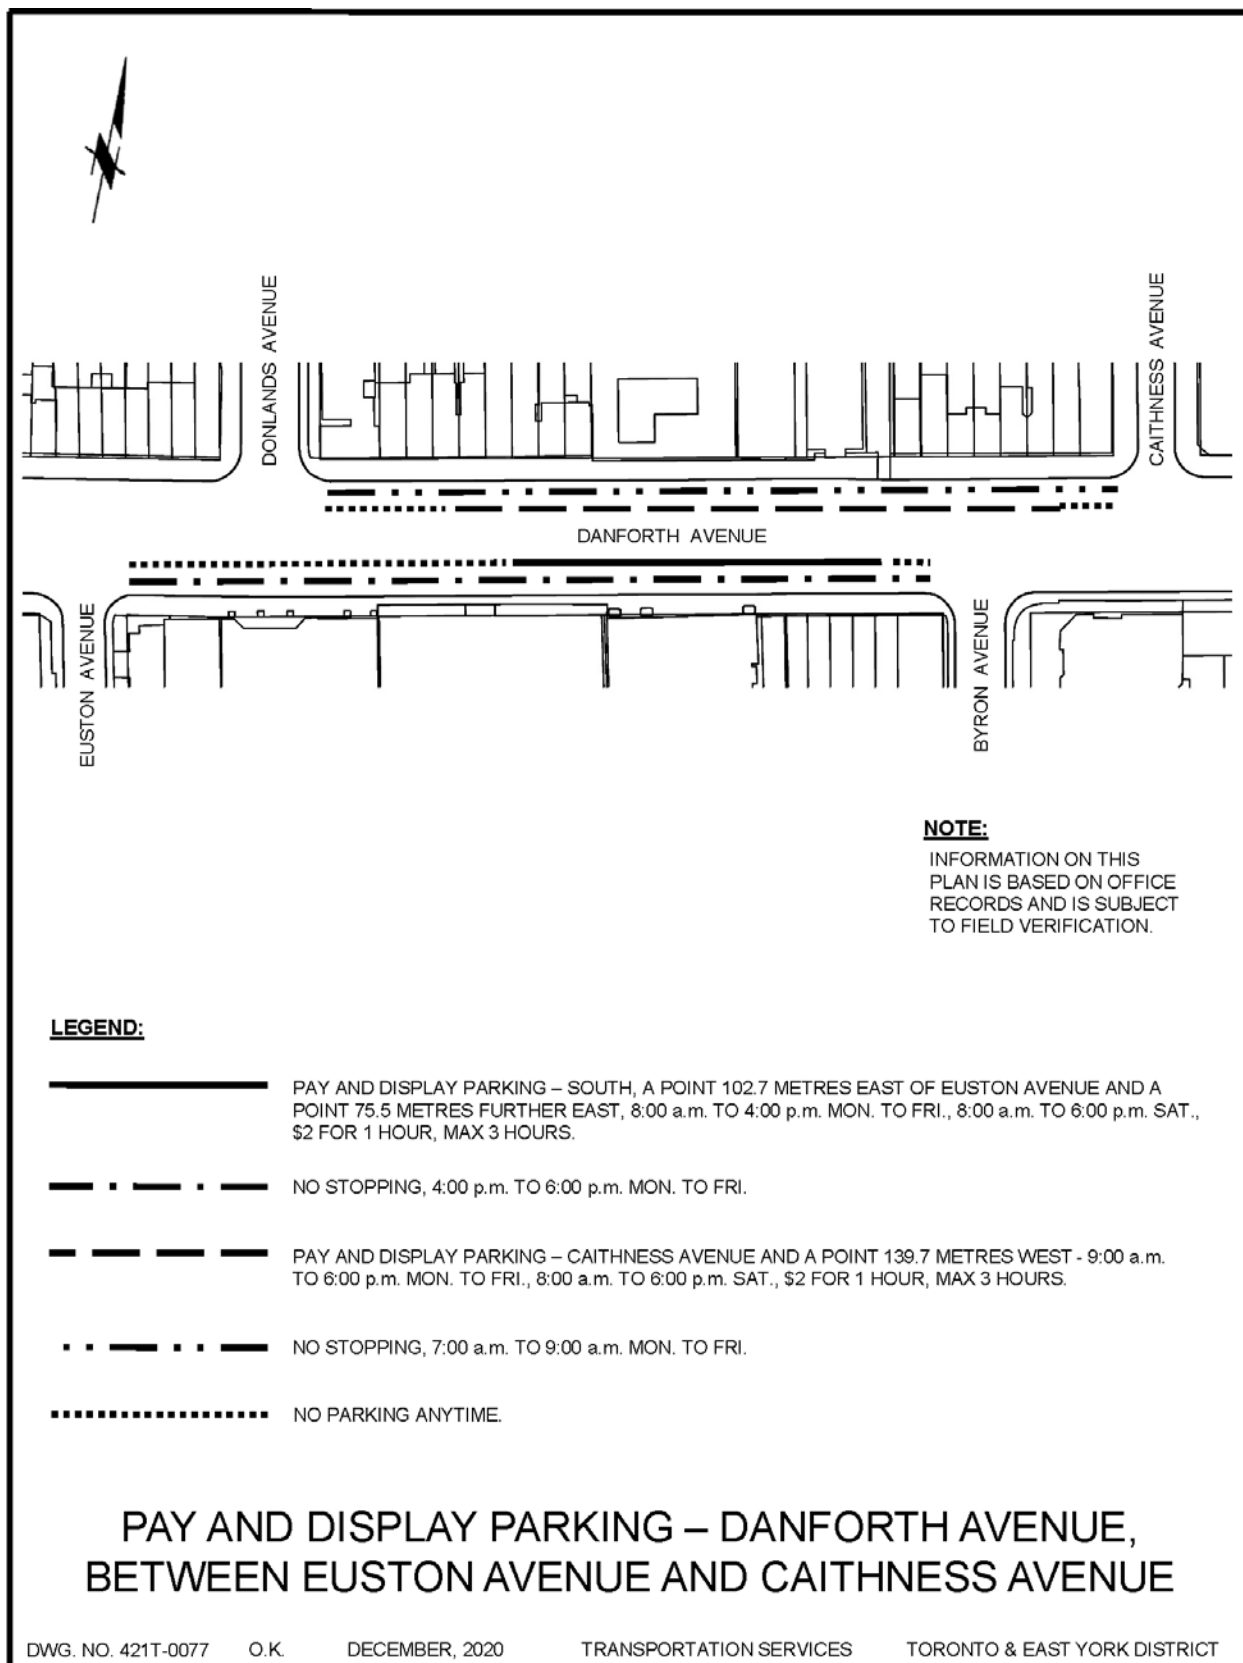 DONLANDS AVENUE
CAITHNESS AVENUE
DANFORTH AVENUE
EUSTON AVENUE
BYRON AVENUE
NOTE:
INFORMATION ON THIS
PLAN IS BASED ON OFFICE
RECORDS AND IS SUBJECT
TO FIELD VERIFICATION.
LEGEND:
PAY AND DISPLAY PARKING – SOUTH, A POINT 102.7 METRES EAST OF EUSTON AVENUE AND A
POINT 75.5 METRES FURTHER EAST, 8:00 a.m. TO 4:00 p.m. MON. TO FRI., 8:00 a.m. TO 6:00 p.m. SAT.,
$2 FOR 1 HOUR, MAX 3 HOURS.
NO STOPPING, 4:00 p.m. TO 6:00 p.m. MON. TO FRI.
PAY AND DISPLAY PARKING – CAITHNESS AVENUE AND A POINT 139.7 METRES WEST - 9:00 a.m.
TO 6:00 p.m. MON. TO FRI., 8:00 a.m. TO 6:00 p.m. SAT., $2 FOR 1 HOUR, MAX 3 HOURS.
NO STOPPING, 7:00 a.m. TO 9:00 a.m. MON. TO FRI.
NO PARKING ANYTIME.
PAY AND DISPLAY PARKING – DANFORTH AVENUE,
BETWEEN EUSTON AVENUE AND CAITHNESS AVENUE
DWG. NO. 421T-0077 O.K. DECEMBER, 2020 TRANSPORTATION SERVICES TORONTO & EAST YORK DISTRICT